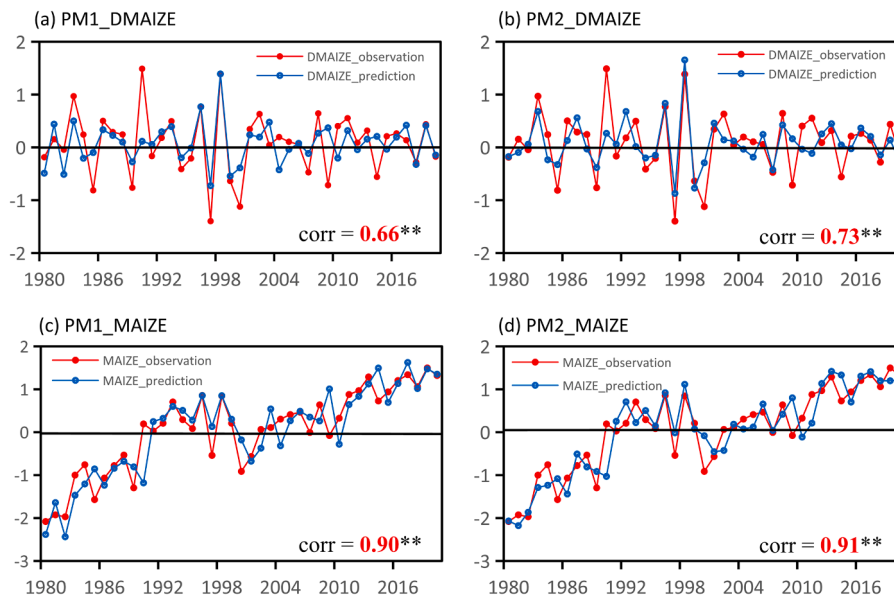 (a) PM1_DMAIZE
2
1
0
-1
-2
DMAIZE_observation
DMAIZE_prediction
corr = 0.66**
1980 1986 1992 1998 2004 2010 2016
(b) PM2_DMAIZE
2
1
0
-1
-2
DMAIZE_observation
DMAIZE_prediction
corr = 0.73**
1980 1986 1992 1998 2004 2010 2016
(c) PM1_MAIZE
2
1
0
-1
-2
-3
MAIZE_observation
MAIZE_prediction
corr = 0.90**
1980 1986 1992 1998 2004 2010 2016
(d) PM2_MAIZE
2
1
0
-1
-2
-3
MAIZE_observation
MAIZE_prediction
corr = 0.91**
1980 1986 1992 1998 2004 2010 2016